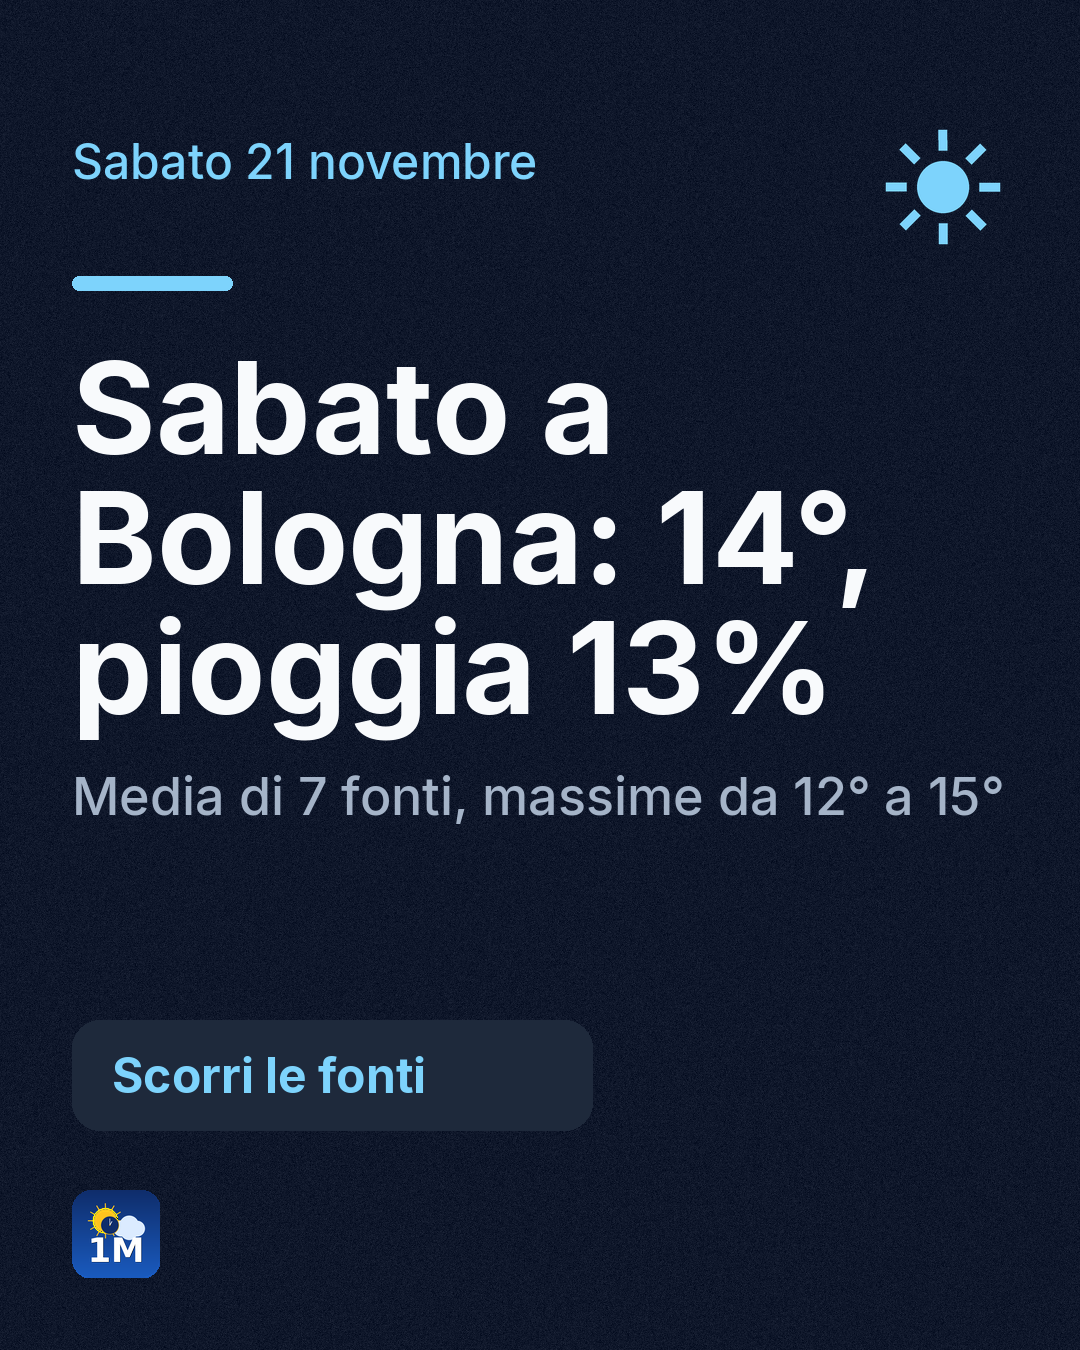 Sabato 21 novembre
Sabato a
Bologna: 14°,
pioggia 13%
Media di 7 fonti, massime da 12° a 15°
Scorri le fonti
1M